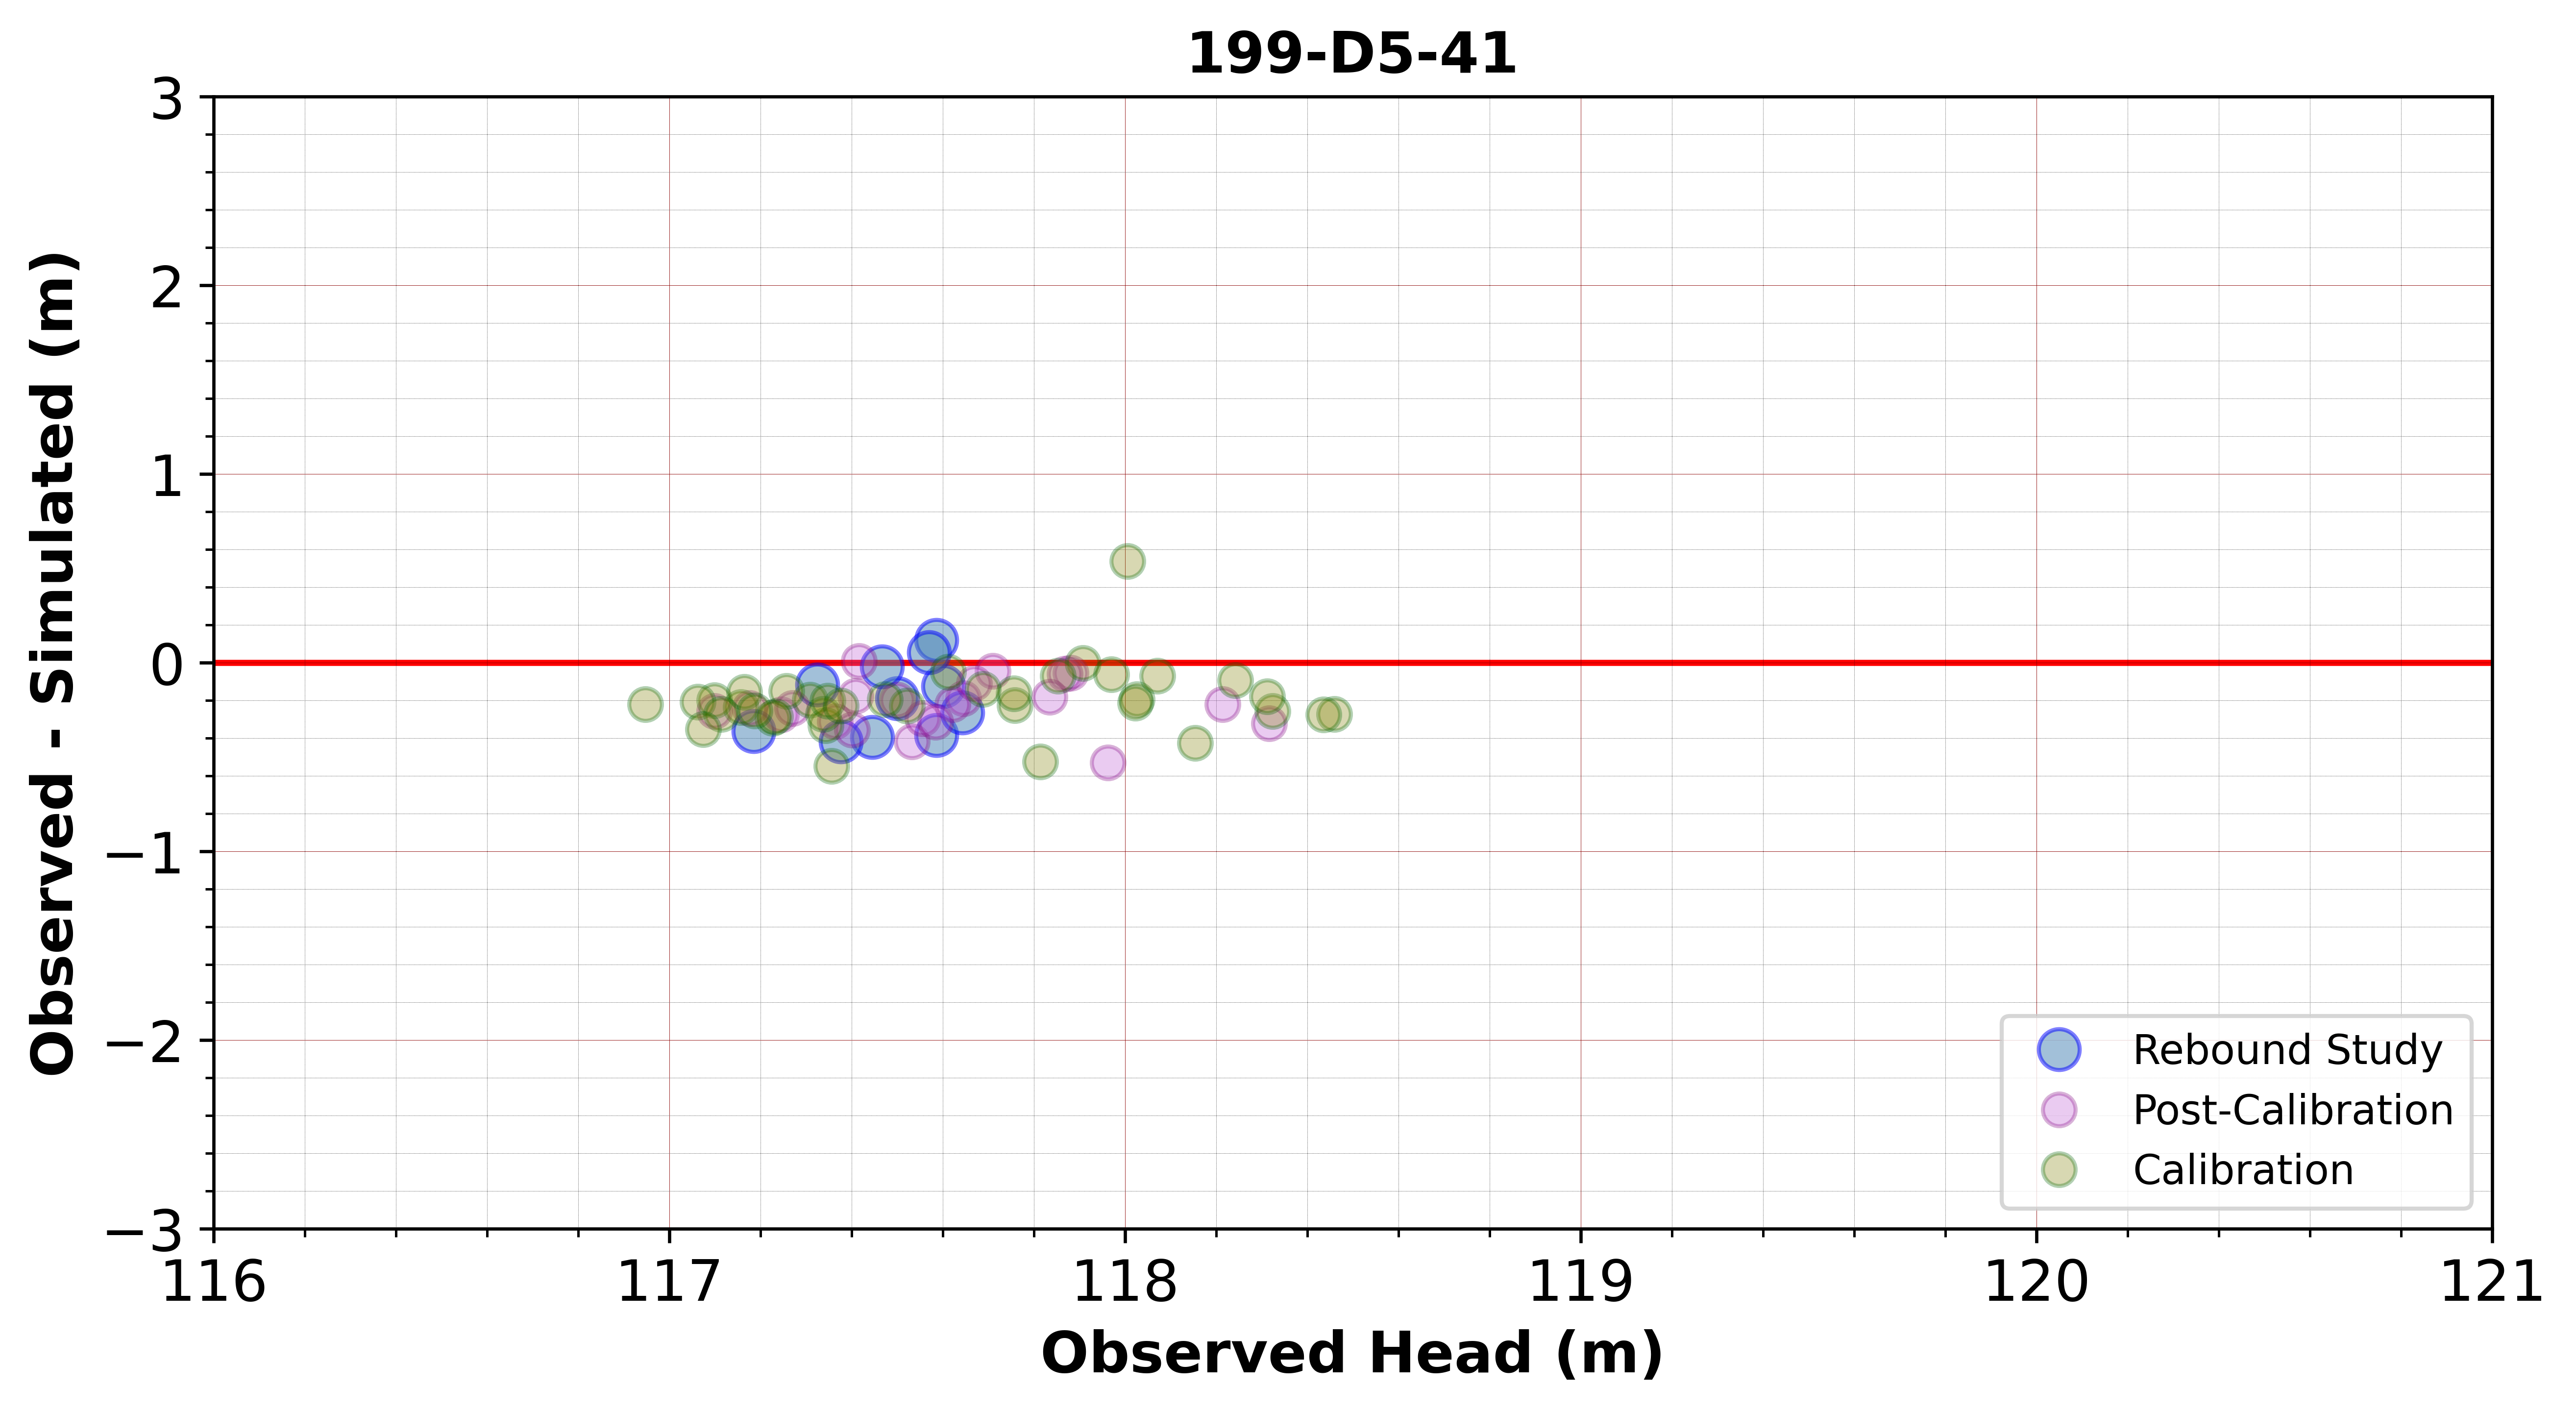 199-D5-41
3
2
1
0
−1
−2
−3
Observed - Simulated (m)
116 117 118 119 120 121
Observed Head (m)
Rebound Study
Post-Calibration
Calibration